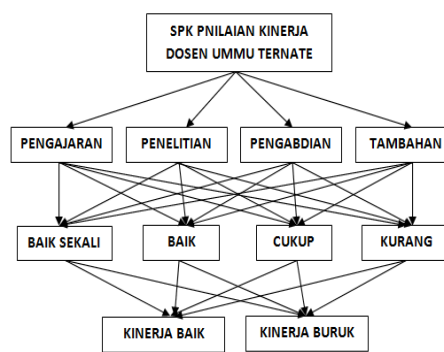 SPK PNILAIAN KINERJA
DOSEN UMMU TERNATE
PENGAJARAN
PENELITIAN
PENGABDIAN
TAMBAHAN
BAIK SEKALI
BAIK
CUKUP
KURANG
KINERJA BAIK
KINERJA BURUK